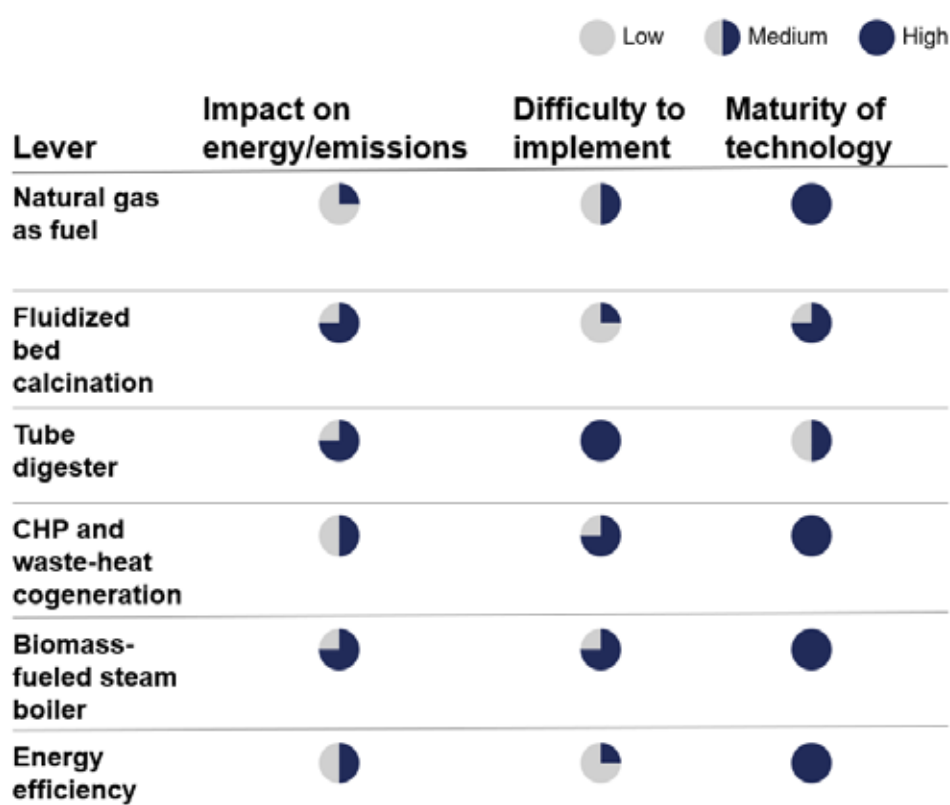 Low Medium High
Lever
Impact on
energy/emissions
Difficulty to
implement
Maturity of
technology
Natural gas
as fuel
Fluidized
bed
calcination
Tube
digester
CHP and
waste-heat
cogeneration
Biomass-
fueled steam
boiler
Energy
efficiency